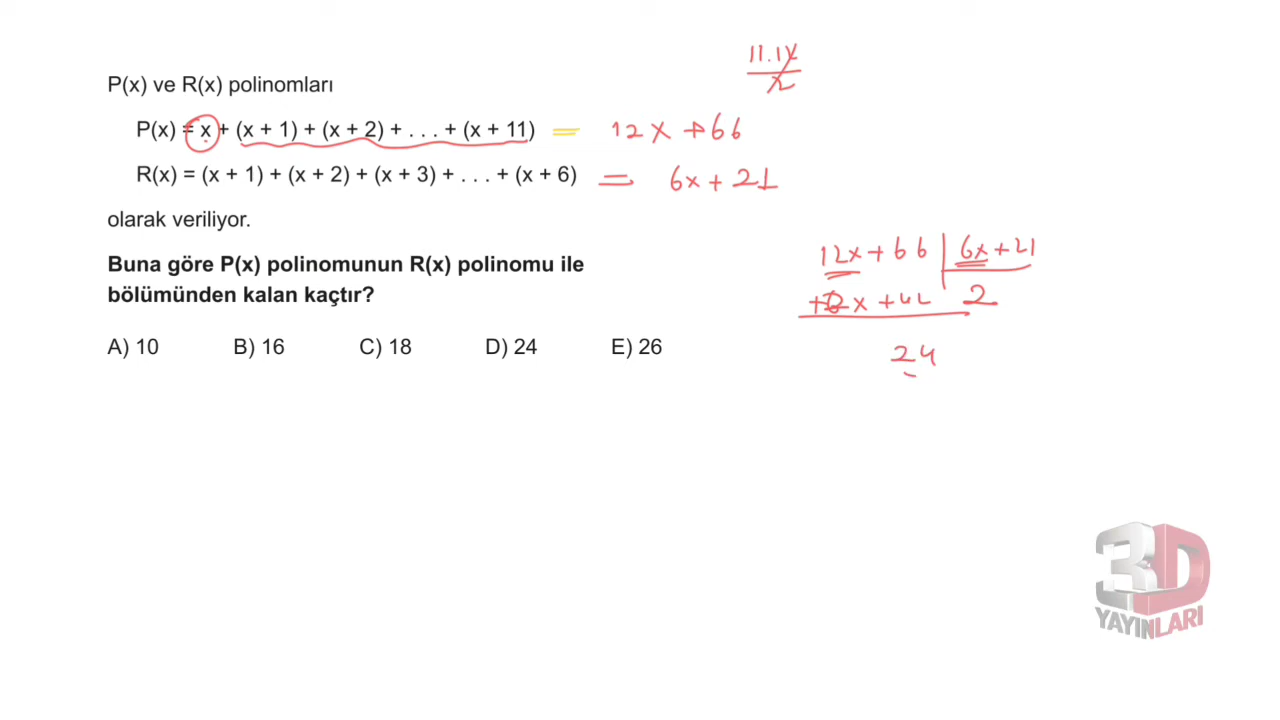 11.12
2
P(x) ve R(x) polinomları
P(x) = x + (x + 1) + (x + 2) + . . . + (x + 11) = 12x + 66
R(x) = (x + 1) + (x + 2) + (x + 3) + . . . + (x + 6) = 6x + 21
olarak veriliyor.
Buna göre P(x) polinomunun R(x) polinomu ile
bölümünden kalan kaçtır?
A) 10 B) 16 C) 18 D) 24 E) 26
12x + 66 | 6x + 21
12x + 42 2
24
3D
YAYINLARI